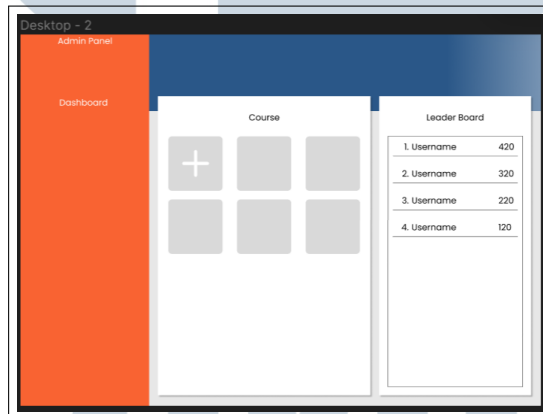 Desktop - 2
Admin Panel
Dashboard
Course
Leader Board
1. Username 420
2. Username 320
3. Username 220
4. Username 120